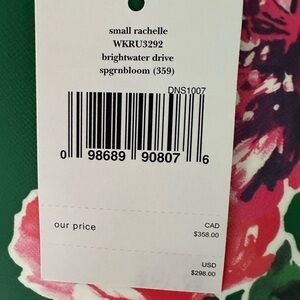 small rachelle
WKRU3292
brightwater drive
spgrnbloom (359)
DNS1007
0 98689 90807 6
our price
CAD
$358.00
USD
$298.00